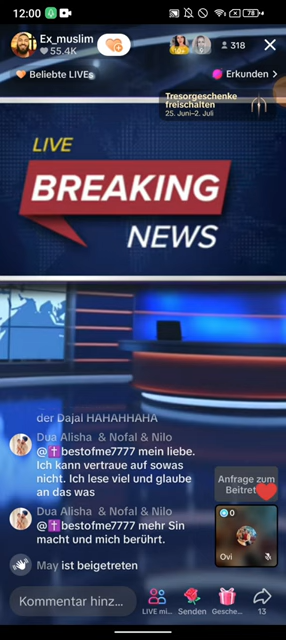 12:00
78
Ex_muslim
55.4K
318
Beliebte LIVEs
Erkunden >
Tresorgeschenke
freischalten
25. Juni–2. Juli
LIVE
BREAKING
NEWS
der Dajal HAHAHHAHA
Dua Alisha & Nofal & Nilo
@✝️bestofme7777 mein liebe.
Ich kann vertraue auf sowas
nicht. Ich lese viel und glaube
an das was
Dua Alisha & Nofal & Nilo
@✝️bestofme7777 mehr Sin
macht und mich berührt.
Anfrage zum
Beitret
0
Ovi
May ist beigetreten
Kommentar hinz...
LIVE mi...
Senden
Gesche...
13